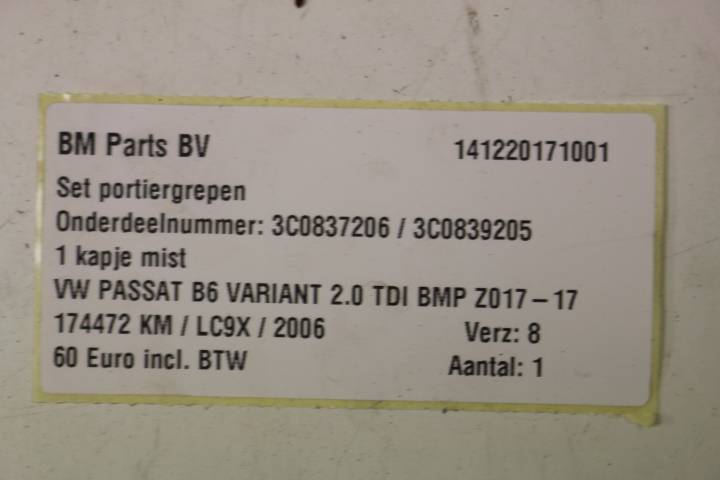 BM Parts BV 141220171001
Set portiergrepen
Onderdeelnummer: 3C0837206 / 3C0839205
1 kapje mist
VW PASSAT B6 VARIANT 2.0 TDI BMP Z017-17
174472 KM / LC9X / 2006 Verz: 8
60 Euro incl. BTW Aantal: 1